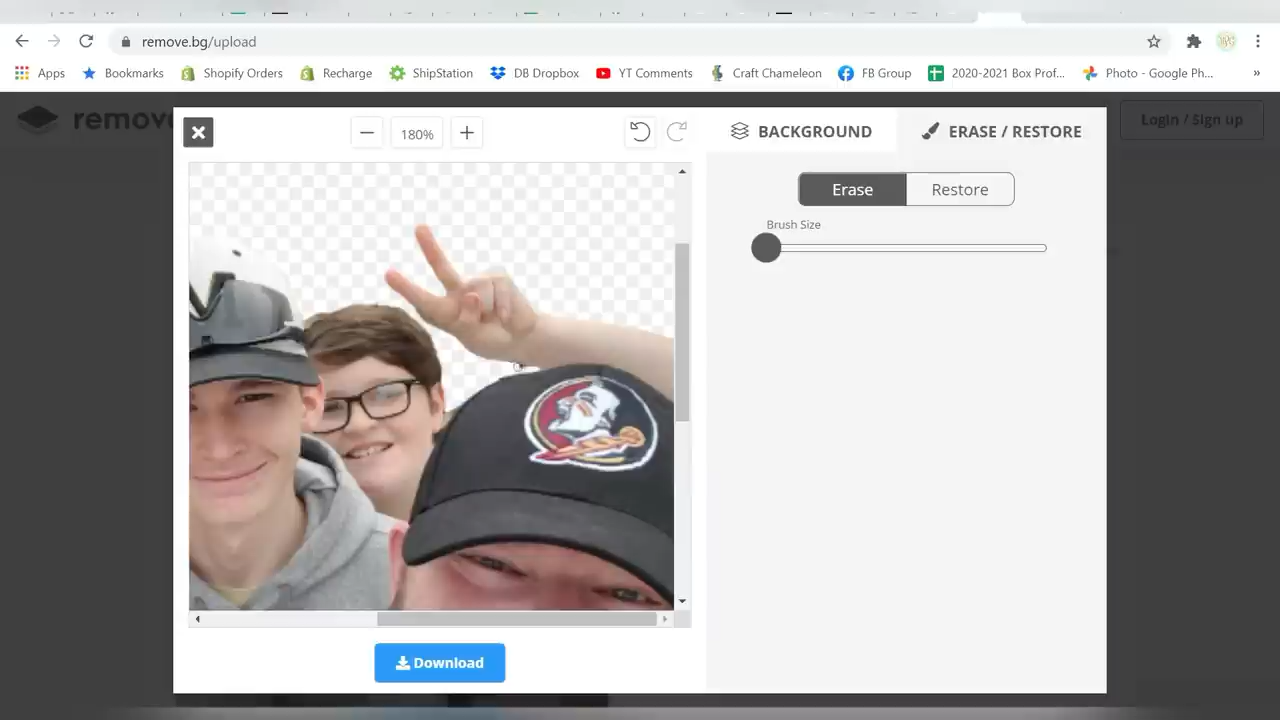 remove.bg/upload
Apps Bookmarks Shopify Orders Recharge ShipStation DB Dropbox YT Comments Craft Chameleon FB Group 2020-2021 Box Prof... Photo - Google Ph... »
remov
180%
BACKGROUND
ERASE / RESTORE
Login / Sign up
Erase
Restore
Brush Size
Download